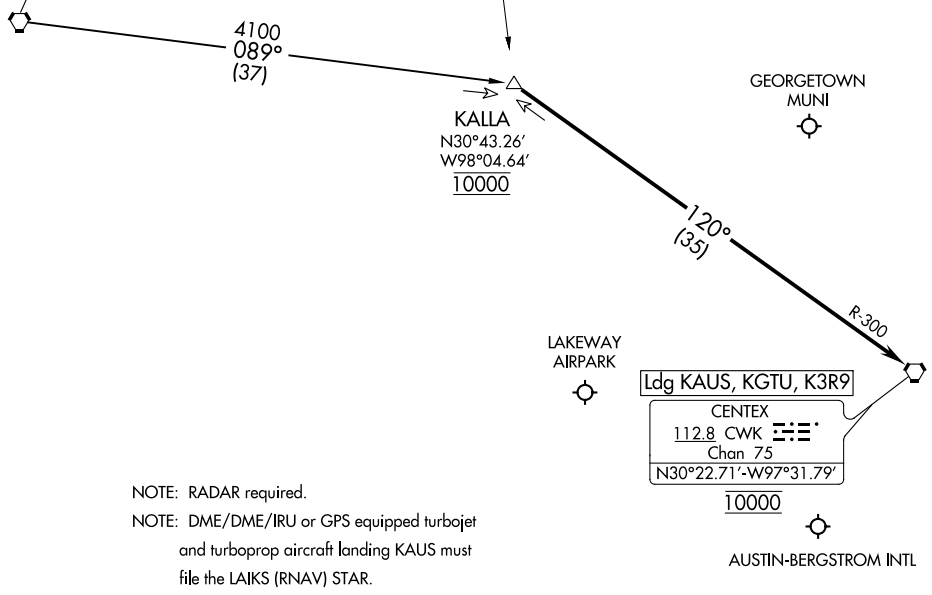 4100
089°
(37)
GEORGETOWN
MUNI
KALLA
N30°43.26′
W98°04.64′
10000
120°
(35)
R-300
LAKEWAY
AIRPARK
Ldg KAUS, KGTU, K3R9
CENTEX
112.8 CWK
Chan 75
N30°22.71′-W97°31.79′
10000
NOTE: RADAR required.
NOTE: DME/DME/IRU or GPS equipped turbojet
and turboprop aircraft landing KAUS must
file the LAIKS (RNAV) STAR.
AUSTIN-BERGSTROM INTL